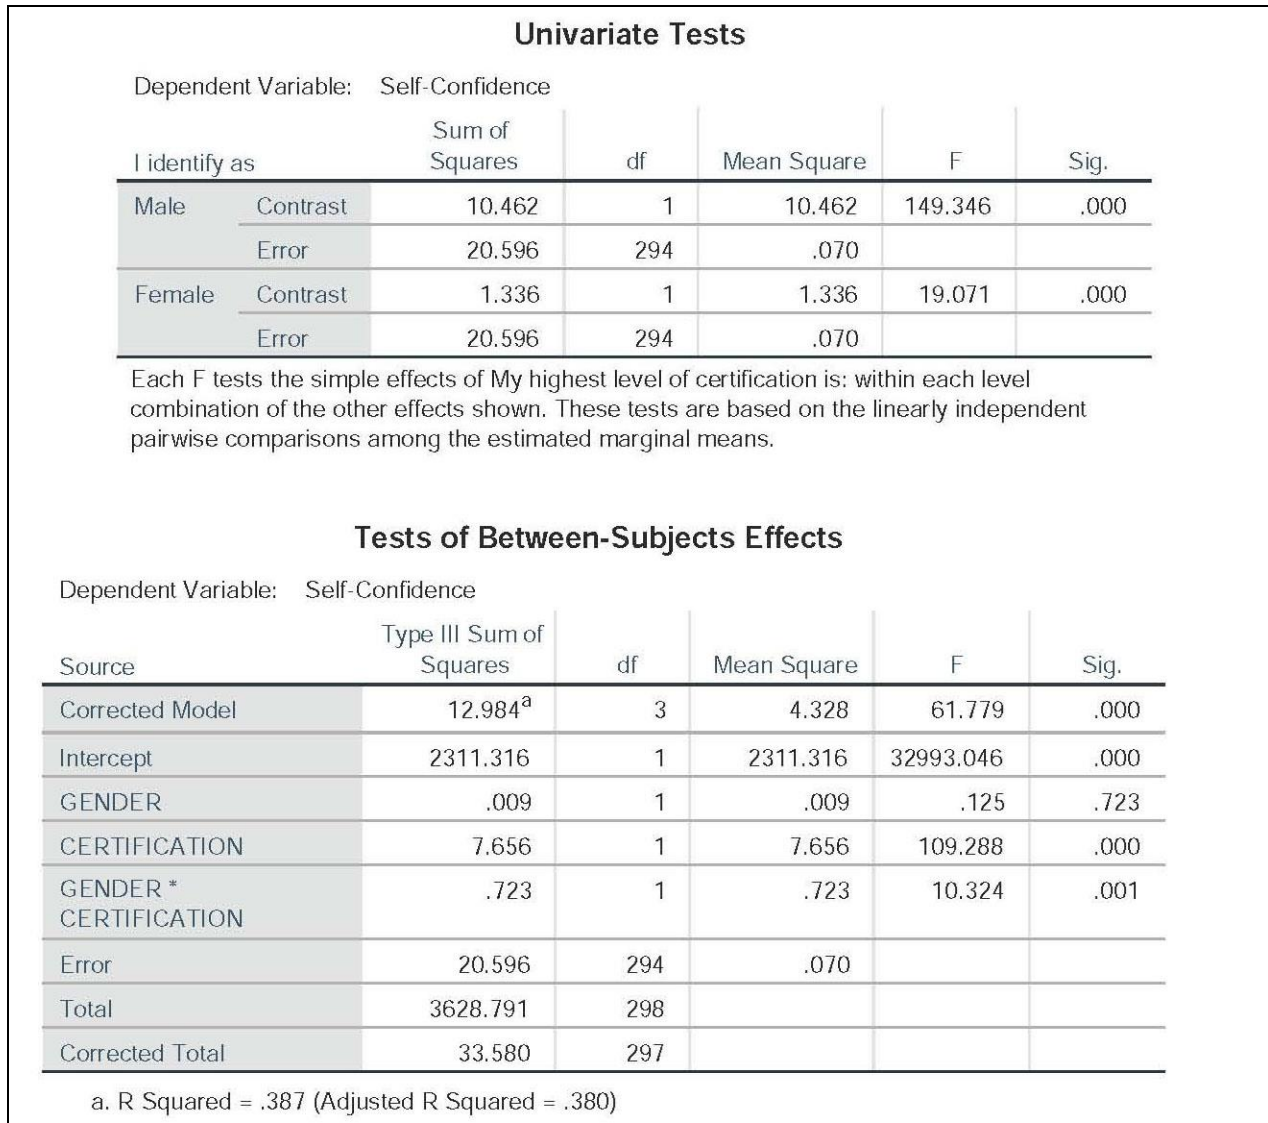 Univariate Tests
Dependent Variable: Self-Confidence
I identify as Sum of Squares df Mean Square F Sig.
Male Contrast 10.462 1 10.462 149.346 .000
Error 20.596 294 .070
Female Contrast 1.336 1 1.336 19.071 .000
Error 20.596 294 .070
Each F tests the simple effects of My highest level of certification is: within each level
combination of the other effects shown. These tests are based on the linearly independent
pairwise comparisons among the estimated marginal means.
Tests of Between-Subjects Effects
Dependent Variable: Self-Confidence
Source Type III Sum of Squares df Mean Square F Sig.
Corrected Model 12.984a 3 4.328 61.779 .000
Intercept 2311.316 1 2311.316 32993.046 .000
GENDER .009 1 .009 .125 .723
CERTIFICATION 7.656 1 7.656 109.288 .000
GENDER * CERTIFICATION .723 1 .723 10.324 .001
Error 20.596 294 .070
Total 3628.791 298
Corrected Total 33.580 297
a. R Squared = .387 (Adjusted R Squared = .380)